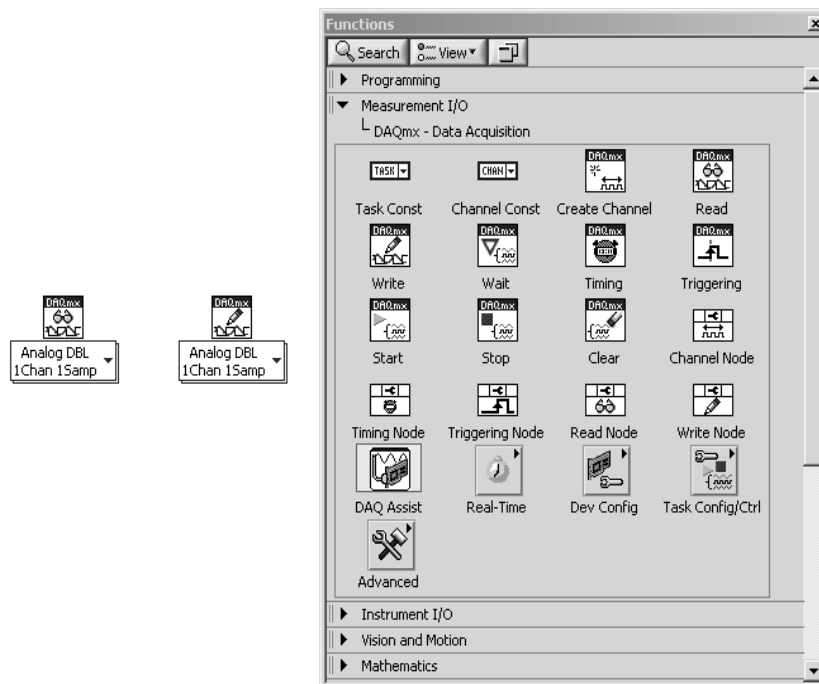 Functions
Search View
Programming
Measurement I/O
DAQmx - Data Acquisition
TASK CHAN DAQmx DAQmx
Task Const Channel Const Create Channel Read
DAQmx DAQmx DAQmx DAQmx
Write Wait Timing Triggering
DAQmx DAQmx DAQmx
Start Stop Clear Channel Node
Timing Node Triggering Node Read Node Write Node
DAQ Assist Real-Time Dev Config Task Config/Ctrl
Advanced
Instrument I/O
Vision and Motion
Mathematics
DAQmx
Analog DBL
1Chan 1Samp
DAQmx
Analog DBL
1Chan 1Samp